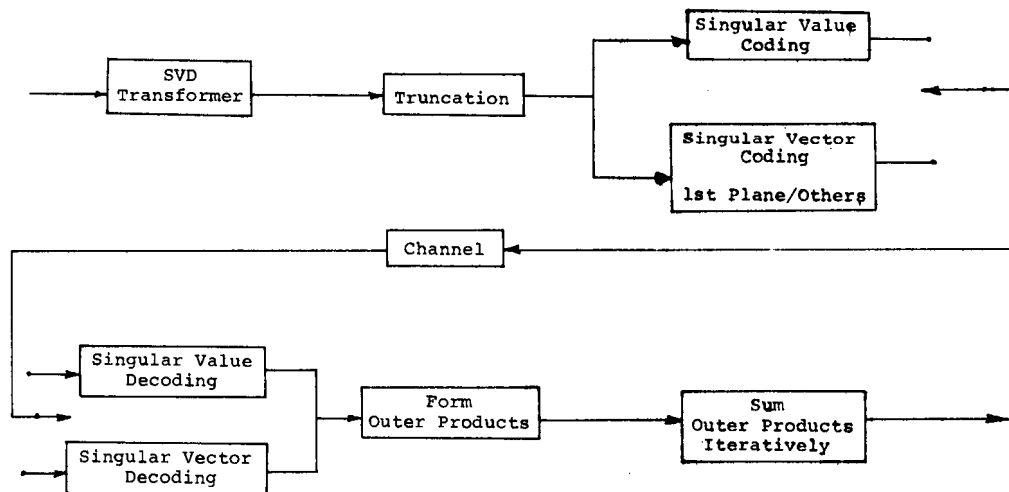 SVD
Transformer
Truncation
Singular Value
Coding
Singular Vector
Coding
1st Plane/Others
Channel
Singular Value
Decoding
Singular Vector
Decoding
Form
Outer Products
Sum
Outer Products
Iteratively